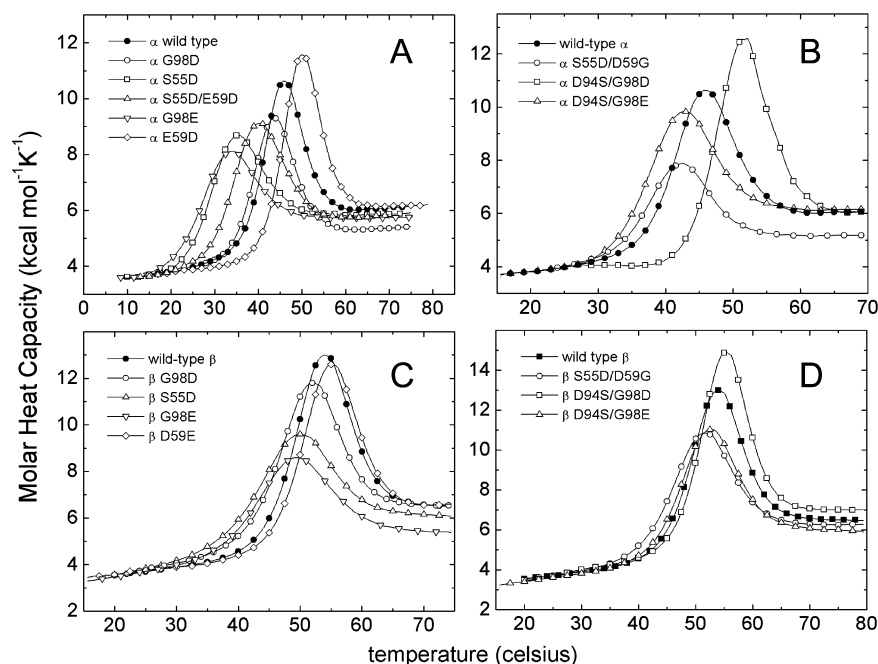 Molar Heat Capacity (kcal mol⁻¹K⁻¹)
A
α wild type
α G98D
α S55D
α S55D/E59D
α G98E
α E59D
12
10
8
6
4
0 10 20 30 40 50 60 70 80
B
wild-type α
α S55D/D59G
α D94S/G98D
α D94S/G98E
12
10
8
6
4
20 30 40 50 60 70
C
wild-type β
β G98D
β S55D
β G98E
β D59E
12
10
8
6
4
2
20 30 40 50 60 70
D
wild type β
β S55D/D59G
β D94S/G98D
β D94S/G98E
14
12
10
8
6
4
2
20 30 40 50 60 70 80
temperature (celsius)